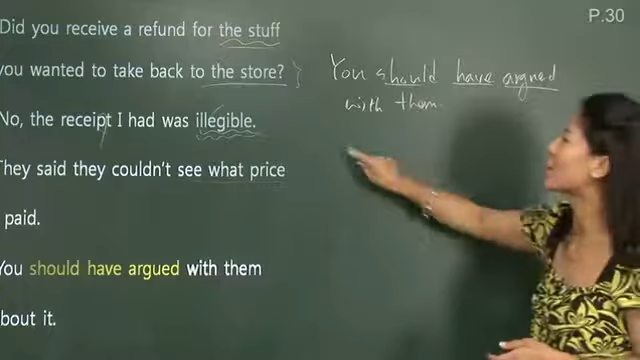 P.30
Did you receive a refund for the stuff
you wanted to take back to the store?
No, the receipt I had was illegible.
They said they couldn't see what price
paid.
You should have argued with them
bout it.
You should have argued
with them.